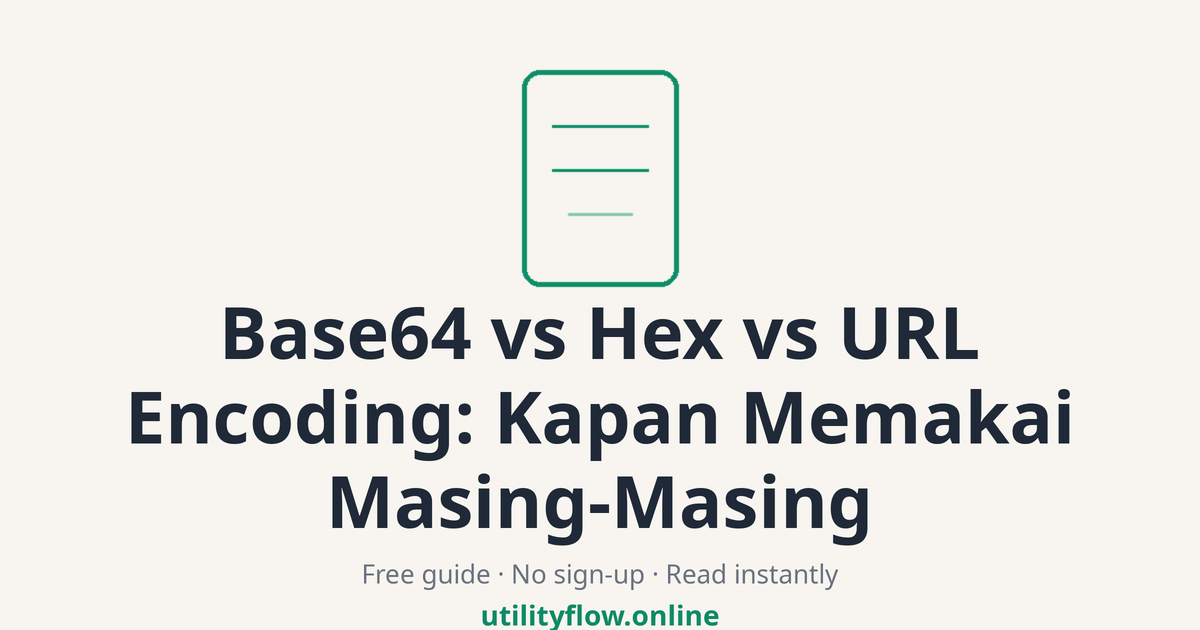 Base64 vs Hex vs URL
Encoding: Kapan Memakai
Masing-Masing
Free guide · No sign-up · Read instantly
utilityflow.online